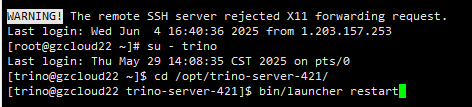 WARNING! The remote SSH server rejected X11 forwarding request.
Last login: Wed Jun  4 16:40:36 2025 from 1.203.157.253
[root@gzcloud22 ~]# su - trino
Last login: Thu May 29 14:08:35 CST 2025 on pts/0
[trino@gzcloud22 ~]$ cd /opt/trino-server-421/
[trino@gzcloud22 trino-server-421]$ bin/launcher restart